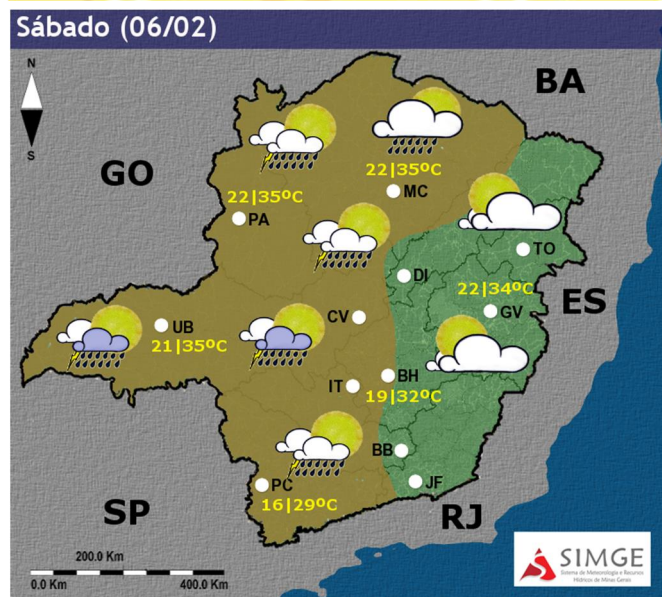 Sábado (06/02)
N
S
BA
GO
22|35ºC
MC
22|35ºC
PA
TO
DI
22|34ºC
ES
GV
CV
UB
21|35ºC
BH
IT
19|32ºC
BB
PC
JF
16|29ºC
SP
RJ
200.0 Km
0.0 Km
400.0 Km
SIMGE
Sistema de Meteorologia e Recursos
Hídricos de Minas Gerais